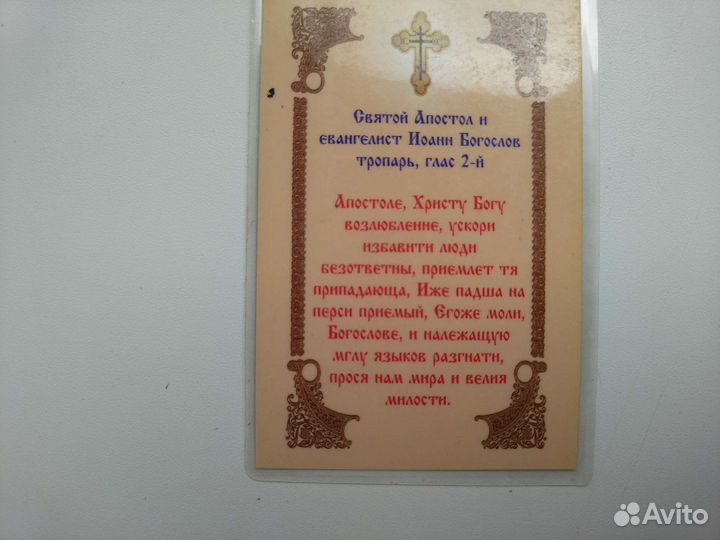 Святой Апостол и
евангелист Иоанн Богослов
тропарь, глас 2-й
Апостоле, Христу Богу
возлюбление, ускори
избавити люди
безответны, приемлет тя
припадающа, Иже падша на
перси приемый, Егоже моли,
Богослове, и належащую
мглу языков разгнати,
прося нам мира и велия
милости.
Avito